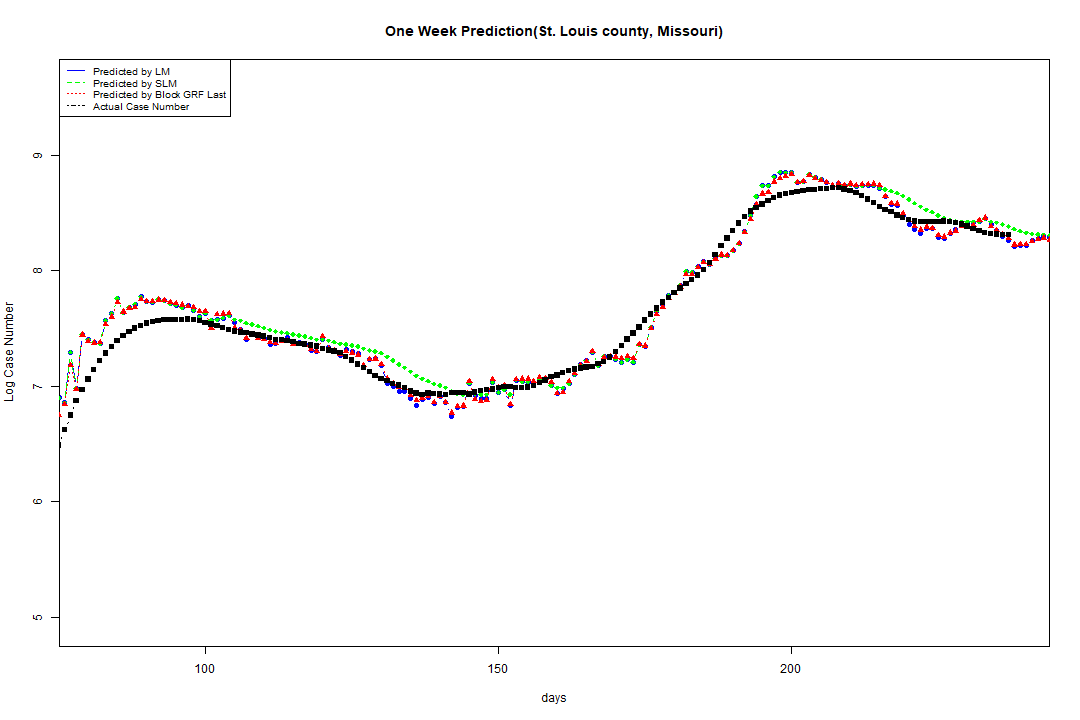 One Week Prediction(St. Louis county, Missouri)
Predicted by LM
Predicted by SLM
Predicted by Block GRF Last
Actual Case Number
9
8
7
6
5
Log Case Number
100
150
200
days